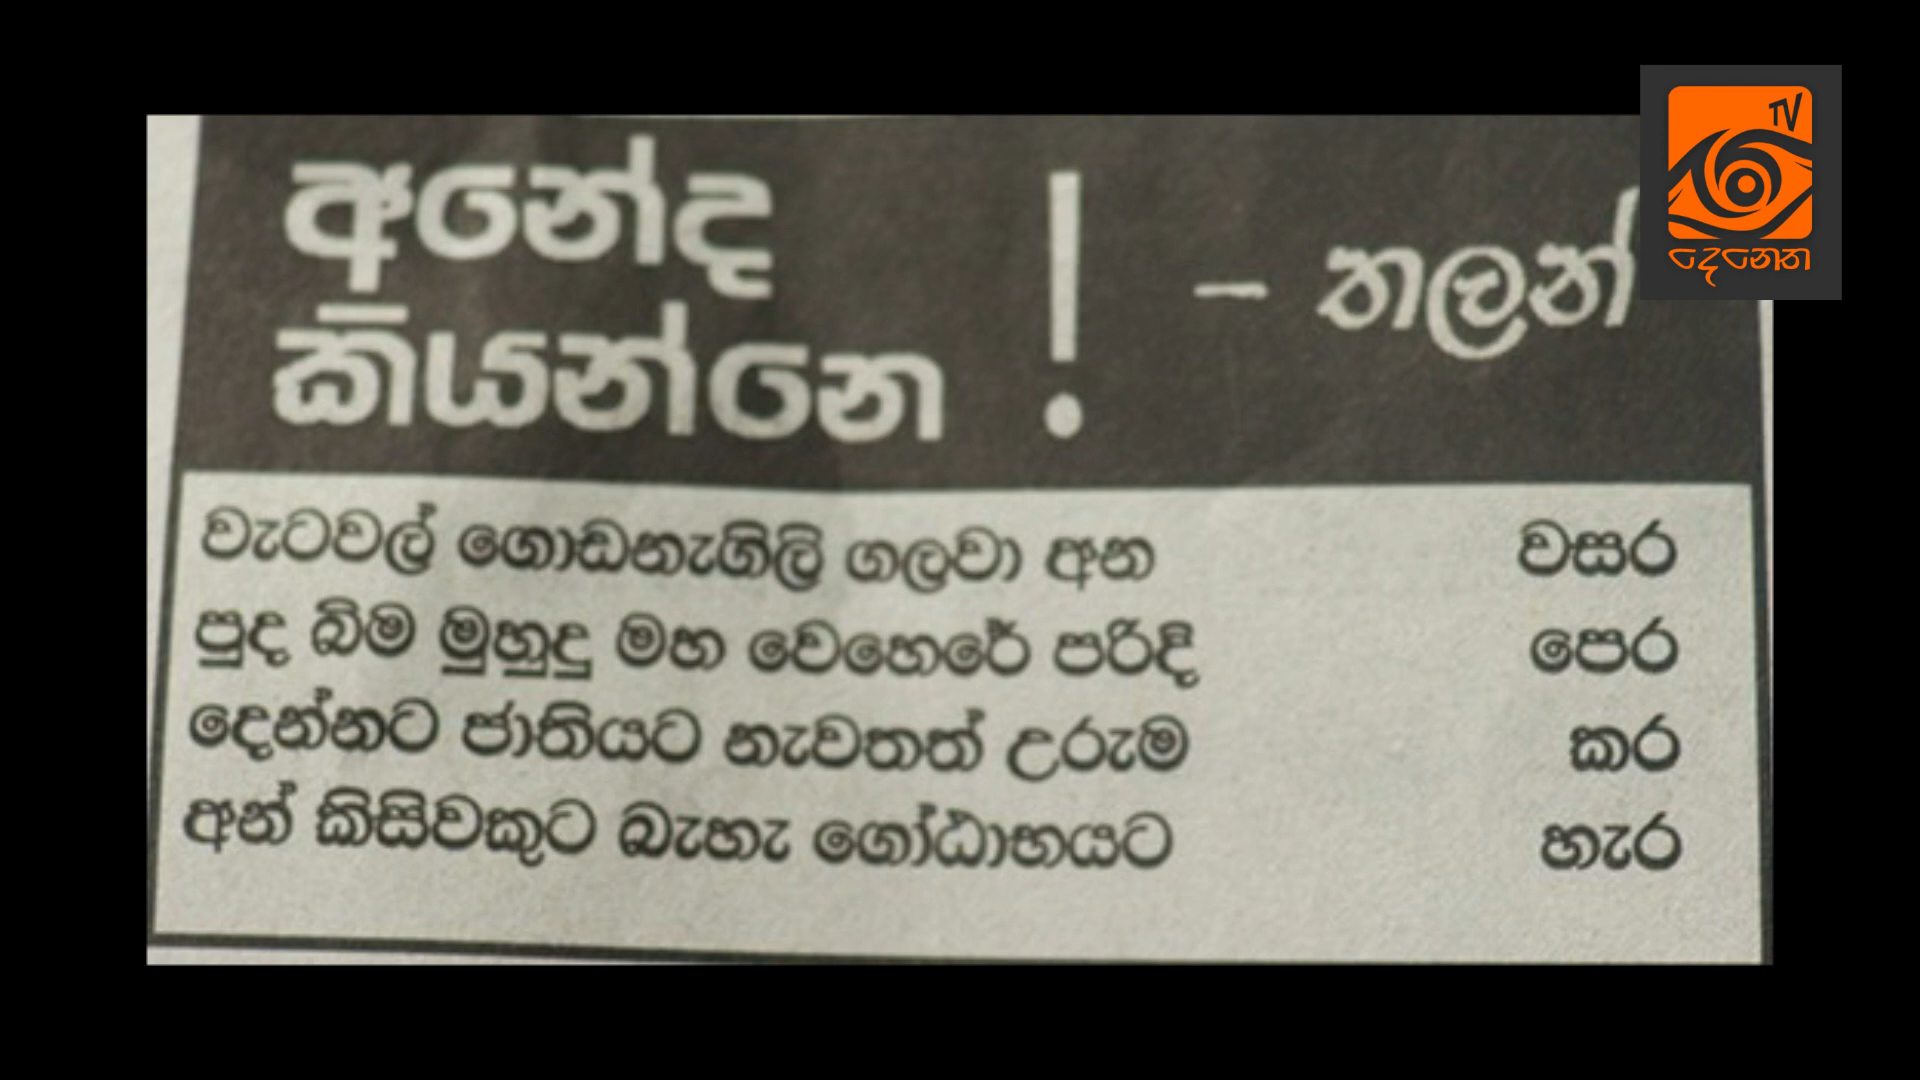 අනේද
කියන්නෙ ! – තලන්
TV
දෙනෙත
වැටවල් ගොඩනැගිලි ගලවා අන වසර
පුද බිම මුහුදු මහ වෙහෙරේ පරිදි පෙර
දෙන්නට ජාතියට නැවතත් උරුම කර
අන් කිසිවකුට බැහැ ගෝඨාභයට හැර